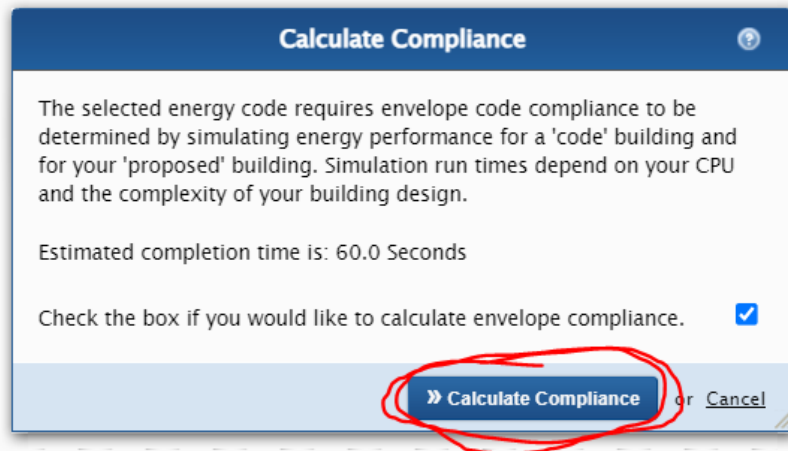 Calculate Compliance
The selected energy code requires envelope code compliance to be
determined by simulating energy performance for a 'code' building and
for your 'proposed' building. Simulation run times depend on your CPU
and the complexity of your building design.
Estimated completion time is: 60.0 Seconds
Check the box if you would like to calculate envelope compliance.
» Calculate Compliance or Cancel